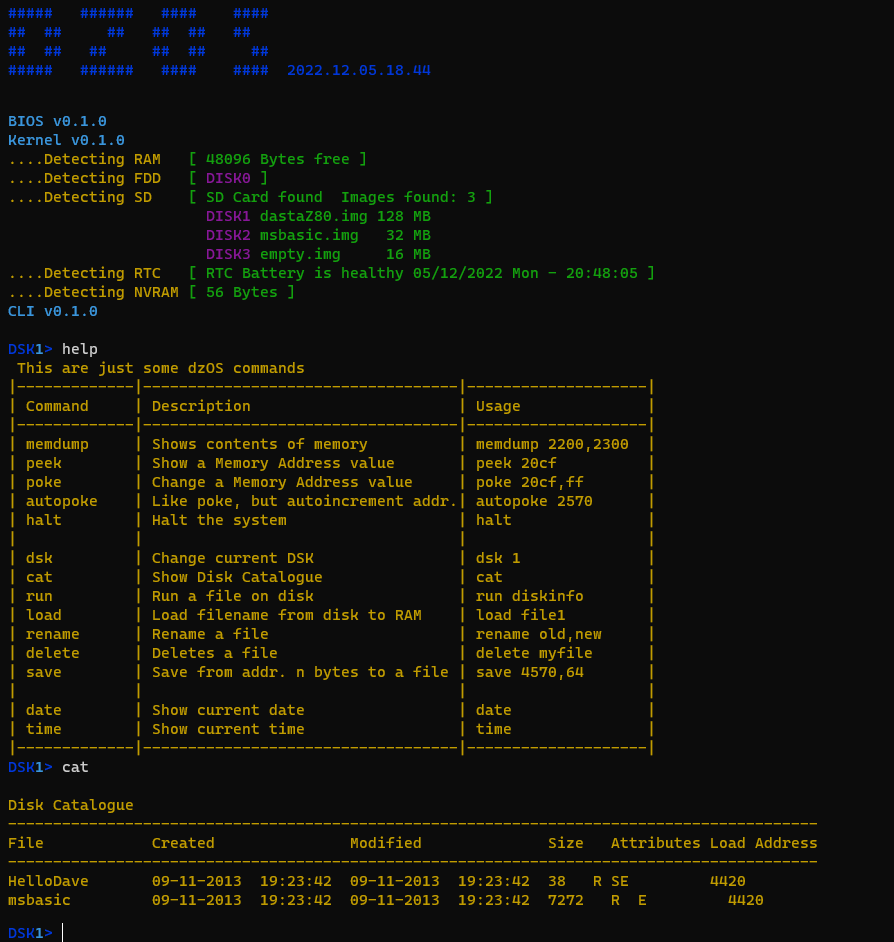 #####   ######   ####    ####
##  ##     ##   ##  ##   ##
##  ##   ##     ##  ##     ##
#####   ######   ####    ####  2022.12.05.18.44
BIOS v0.1.0
Kernel v0.1.0
....Detecting RAM   [ 48096 Bytes free ]
....Detecting FDD   [ DISK0 ]
....Detecting SD    [ SD Card found  Images found: 3 ]
                      DISK1 dastaZ80.img 128 MB
                      DISK2 msbasic.img   32 MB
                      DISK3 empty.img     16 MB
....Detecting RTC   [ RTC Battery is healthy 05/12/2022 Mon - 20:48:05 ]
....Detecting NVRAM [ 56 Bytes ]
CLI v0.1.0
DSK1> help
 This are just some dzOS commands
|-------------|-----------------------------------|--------------------|
| Command     | Description                       | Usage              |
|-------------|-----------------------------------|--------------------|
| memdump     | Shows contents of memory          | memdump 2200,2300  |
| peek        | Show a Memory Address value       | peek 20cf          |
| poke        | Change a Memory Address value     | poke 20cf,ff       |
| autopoke    | Like poke, but autoincrement addr.| autopoke 2570      |
| halt        | Halt the system                   | halt               |
|             |                                   |                    |
| dsk         | Change current DSK                | dsk 1              |
| cat         | Show Disk Catalogue               | cat                |
| run         | Run a file on disk                | run diskinfo       |
| load        | Load filename from disk to RAM    | load file1         |
| rename      | Rename a file                     | rename old,new     |
| delete      | Deletes a file                    | delete myfile      |
| save        | Save from addr. n bytes to a file | save 4570,64       |
|             |                                   |                    |
| date        | Show current date                 | date               |
| time        | Show current time                 | time               |
|-------------|-----------------------------------|--------------------|
DSK1> cat
Disk Catalogue
------------------------------------------------------------------------------------------
File            Created               Modified              Size   Attributes Load Address
------------------------------------------------------------------------------------------
HelloDave       09-11-2013  19:23:42  09-11-2013  19:23:42  38   R SE         4420
msbasic         09-11-2013  19:23:42  09-11-2013  19:23:42  7272   R  E         4420
DSK1>